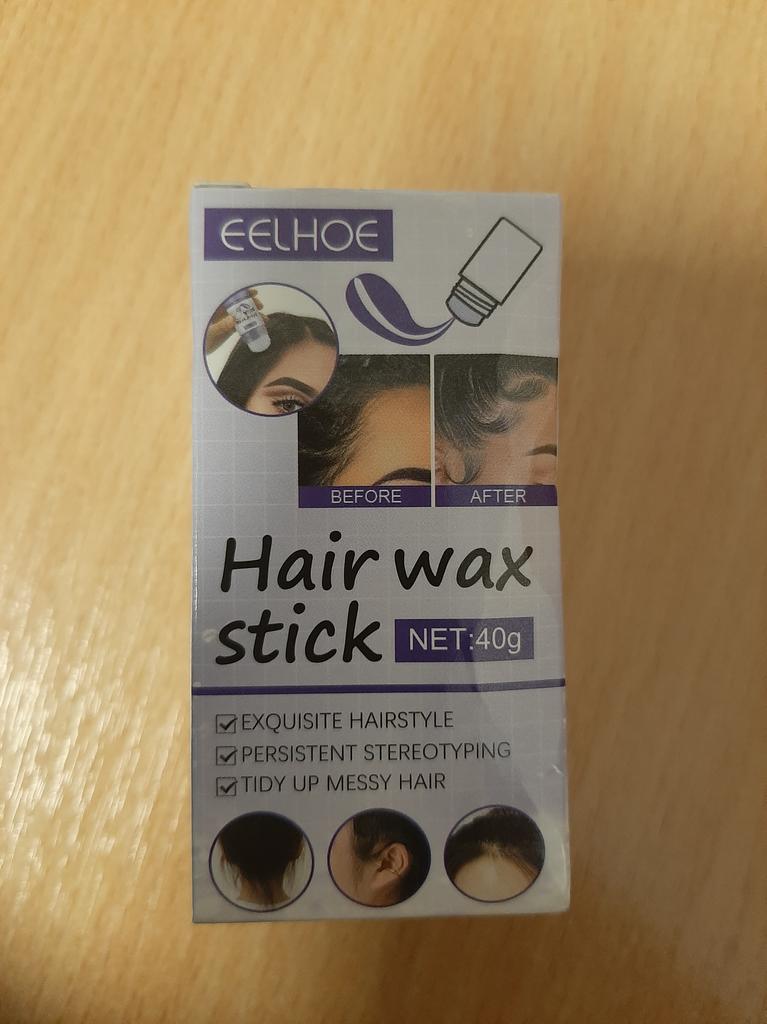 EELHOE
BEFORE
AFTER
Hair wax
stick
NET:40g
EXQUISITE HAIRSTYLE
PERSISTENT STEREOTYPING
TIDY UP MESSY HAIR